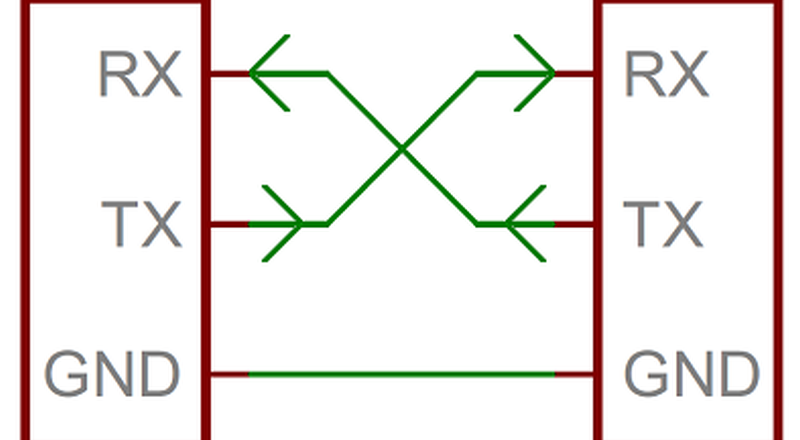 RX RX
TX TX
GND GND